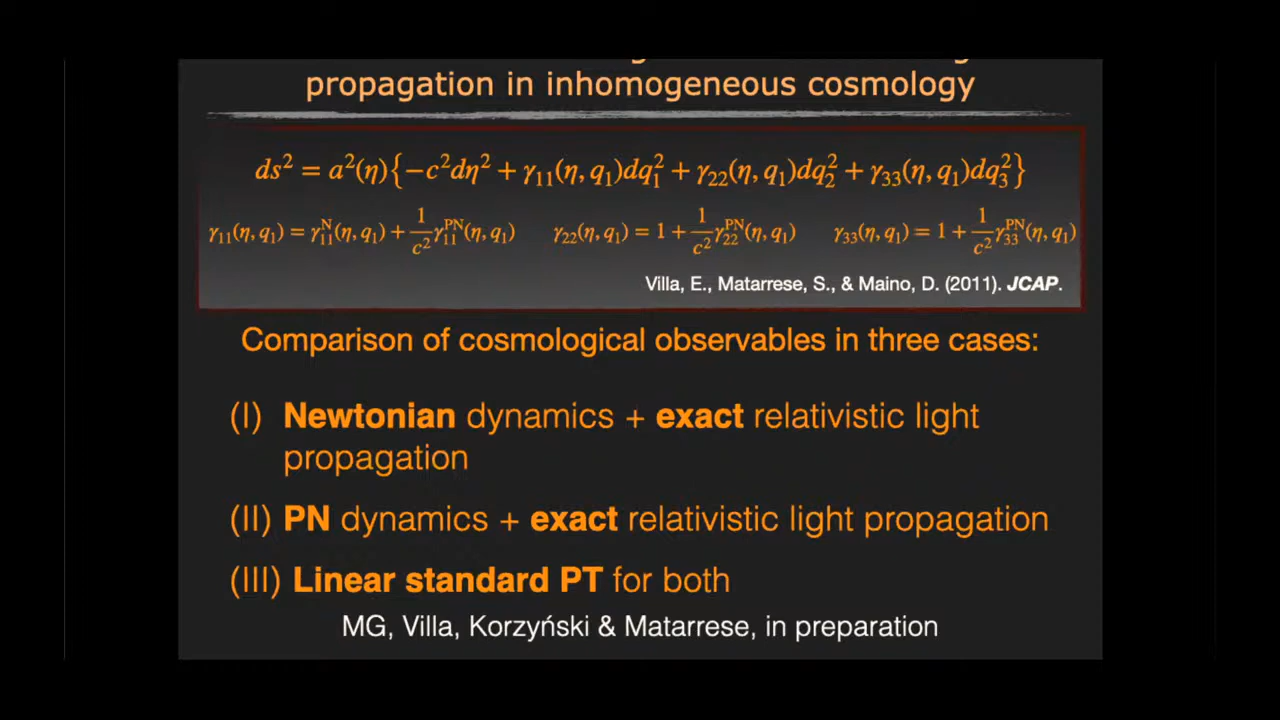 propagation in inhomogeneous cosmology
ds² = a²(η){−c²dη² + γ₁₁(η, q₁)dq₁² + γ₂₂(η, q₁)dq₂² + γ₃₃(η, q₁)dq₃²}
γ₁₁(η, q₁) = γ₁₁ᴺ(η, q₁) + 1/c² γ₁₁ᴾᴺ(η, q₁) γ₂₂(η, q₁) = 1 + 1/c² γ₂₂ᴾᴺ(η, q₁) γ₃₃(η, q₁) = 1 + 1/c² γ₃₃ᴾᴺ(η, q₁)
Villa, E., Matarrese, S., & Maino, D. (2011). JCAP.
Comparison of cosmological observables in three cases:
(I) Newtonian dynamics + exact relativistic light
propagation
(II) PN dynamics + exact relativistic light propagation
(III) Linear standard PT for both
MG, Villa, Korzyński & Matarrese, in preparation